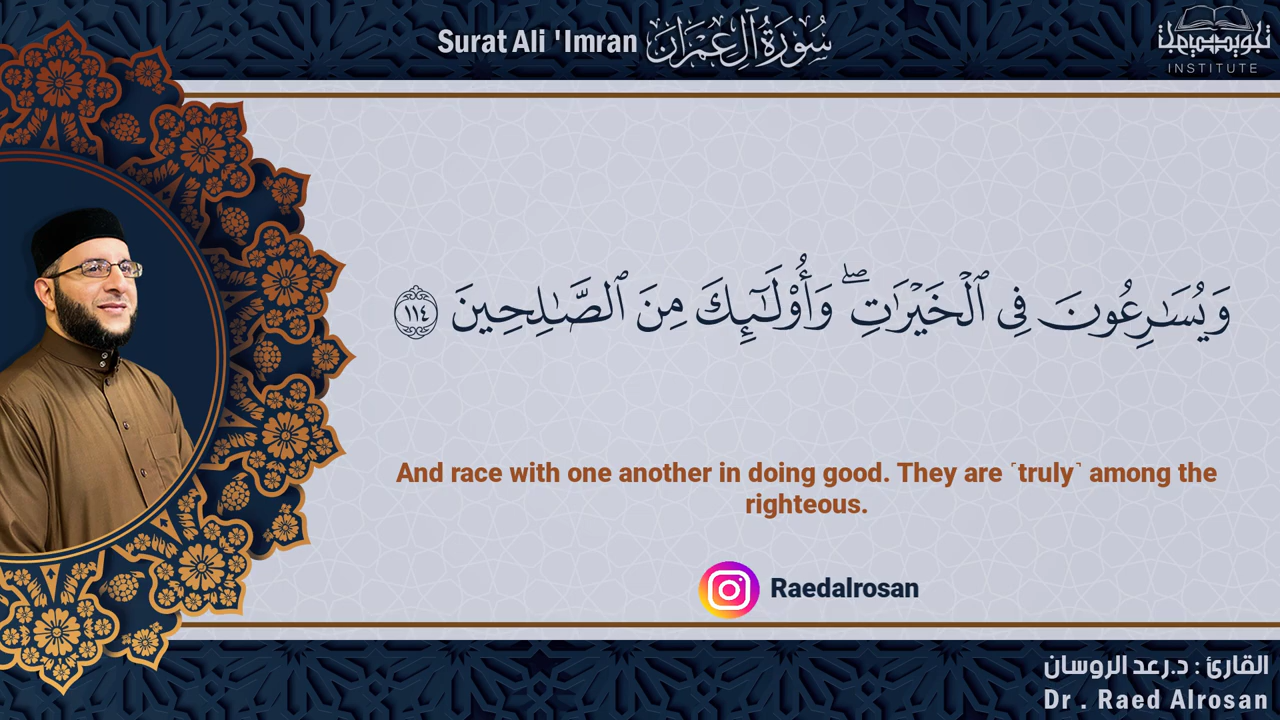 Surat Ali 'Imran سُورَةُ آلِ عِمْرَان
INSTITUTE
وَيُسَـٰرِعُونَ فِى ٱلْخَيْرَٰتِ ۖ وَأُو۟لَـٰٓئِكَ مِنَ ٱلصَّـٰلِحِينَ ١١٤
And race with one another in doing good. They are ˹truly˺ among the
righteous.
Raedalrosan
القارئ : د.رعد الروسان
Dr . Raed Alrosan